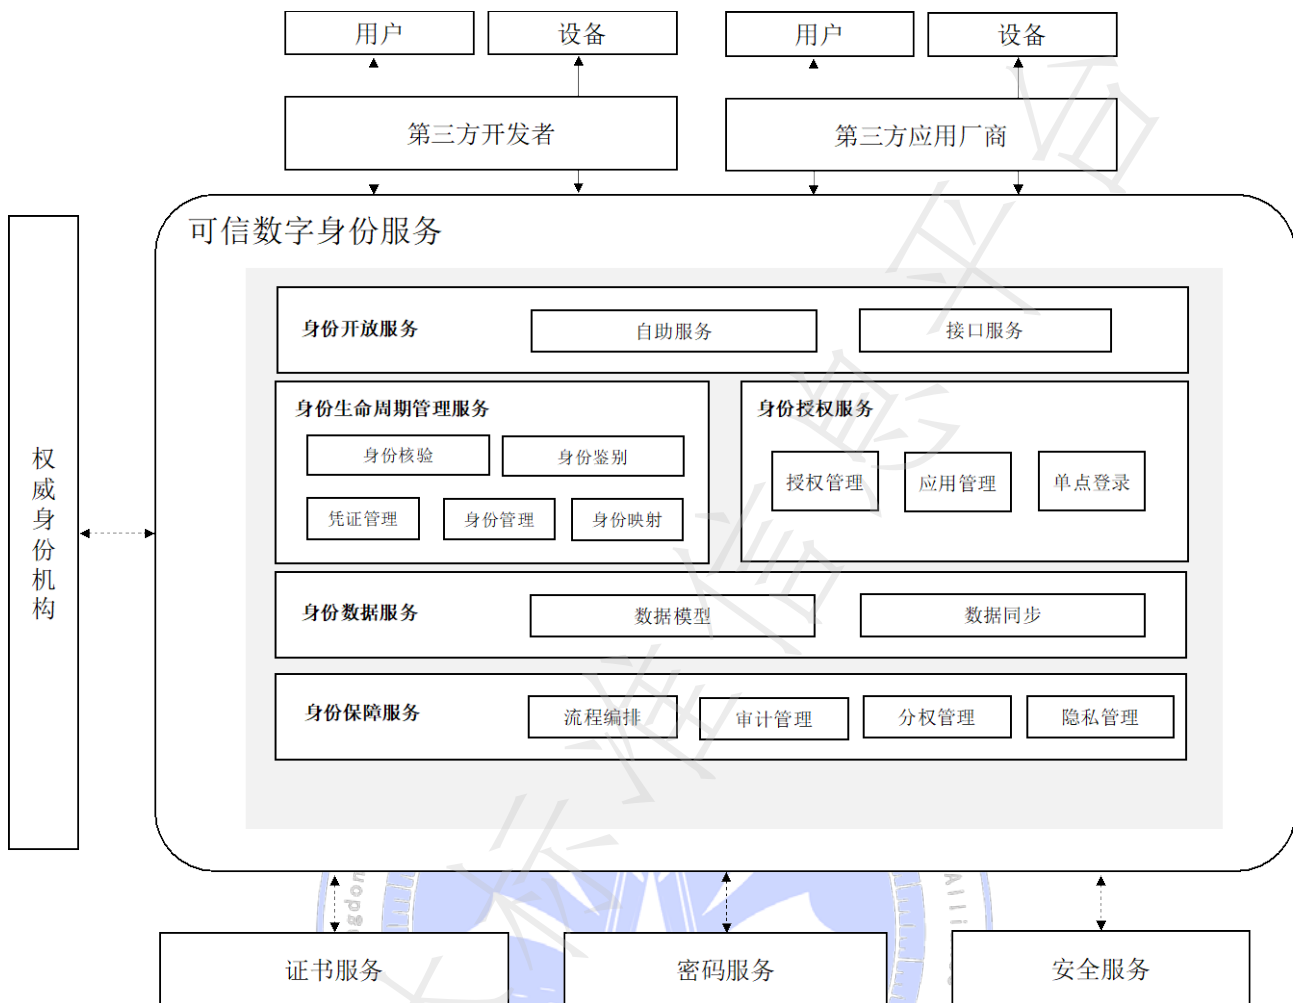 用户
设备
用户
设备
第三方开发者
第三方应用厂商
可信数字身份服务
权威身份机构
身份开放服务
自助服务
接口服务
身份生命周期管理服务
身份核验
身份鉴别
凭证管理
身份管理
身份映射
身份授权服务
授权管理
应用管理
单点登录
身份数据服务
数据模型
数据同步
身份保障服务
流程编排
审计管理
分权管理
隐私管理
证书服务
密码服务
安全服务
标准信息平台